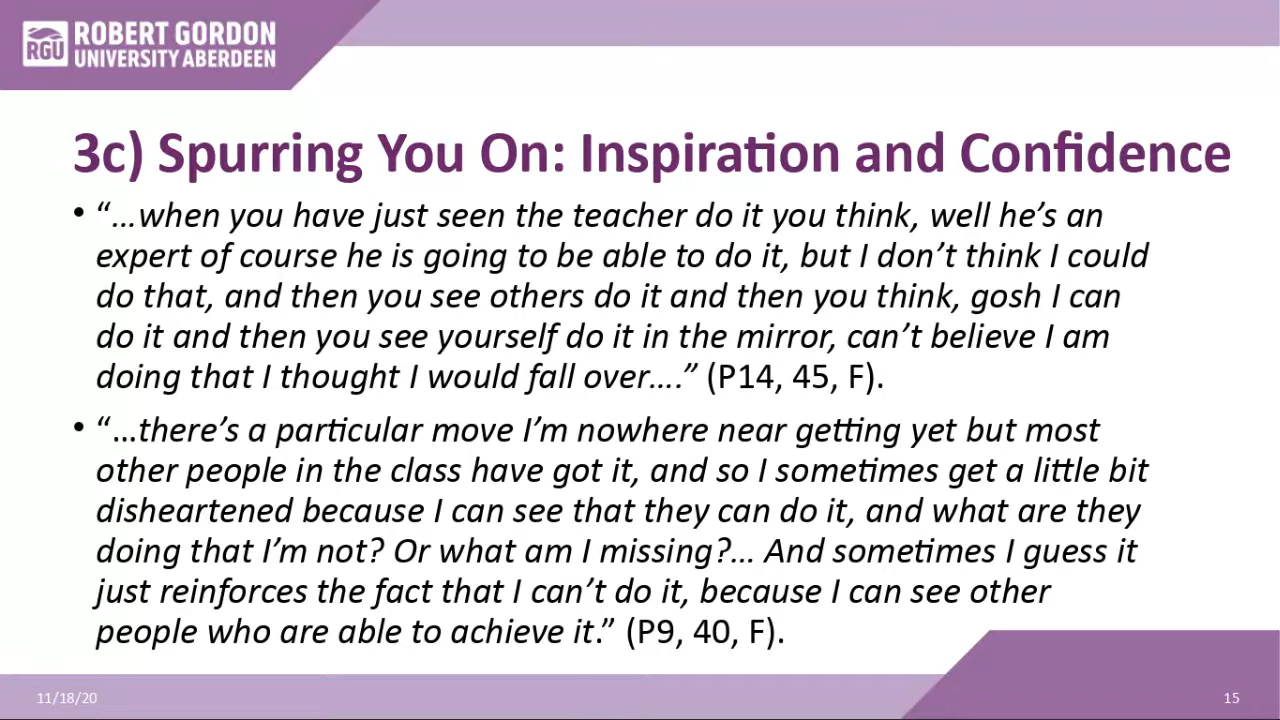 ROBERT GORDON
UNIVERSITY ABERDEEN
RGU
3c) Spurring You On: Inspiration and Confidence
• “…when you have just seen the teacher do it you think, well he’s an
expert of course he is going to be able to do it, but I don’t think I could
do that, and then you see others do it and then you think, gosh I can
do it and then you see yourself do it in the mirror, can’t believe I am
doing that I thought I would fall over….” (P14, 45, F).
• “…there’s a particular move I’m nowhere near getting yet but most
other people in the class have got it, and so I sometimes get a little bit
disheartened because I can see that they can do it, and what are they
doing that I’m not? Or what am I missing?… And sometimes I guess it
just reinforces the fact that I can’t do it, because I can see other
people who are able to achieve it.” (P9, 40, F).
11/18/20
15